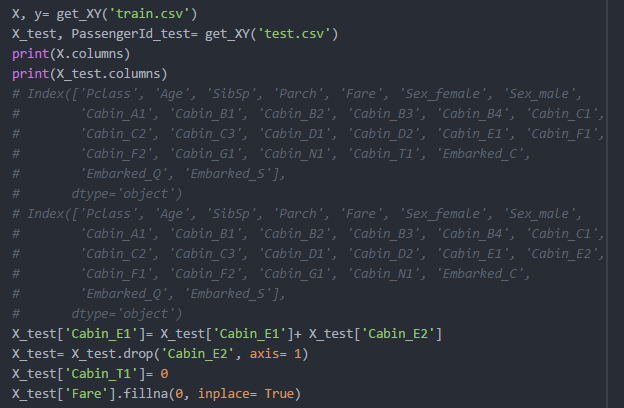 X, y= get_XY('train.csv')
X_test, PassengerId_test= get_XY('test.csv')
print(X.columns)
print(X_test.columns)
# Index(['Pclass', 'Age', 'SibSp', 'Parch', 'Fare', 'Sex_female', 'Sex_male',
#        'Cabin_A1', 'Cabin_B1', 'Cabin_B2', 'Cabin_B3', 'Cabin_B4', 'Cabin_C1',
#        'Cabin_C2', 'Cabin_C3', 'Cabin_D1', 'Cabin_D2', 'Cabin_E1', 'Cabin_F1',
#        'Cabin_F2', 'Cabin_G1', 'Cabin_N1', 'Cabin_T1', 'Embarked_C',
#        'Embarked_Q', 'Embarked_S'],
#       dtype='object')
# Index(['Pclass', 'Age', 'SibSp', 'Parch', 'Fare', 'Sex_female', 'Sex_male',
#        'Cabin_A1', 'Cabin_B1', 'Cabin_B2', 'Cabin_B3', 'Cabin_B4', 'Cabin_C1',
#        'Cabin_C2', 'Cabin_C3', 'Cabin_D1', 'Cabin_D2', 'Cabin_E1', 'Cabin_E2',
#        'Cabin_F1', 'Cabin_F2', 'Cabin_G1', 'Cabin_N1', 'Embarked_C',
#        'Embarked_Q', 'Embarked_S'],
#       dtype='object')
X_test['Cabin_E1']= X_test['Cabin_E1']+ X_test['Cabin_E2']
X_test= X_test.drop('Cabin_E2', axis= 1)
X_test['Cabin_T1']= 0
X_test['Fare'].fillna(0, inplace= True)